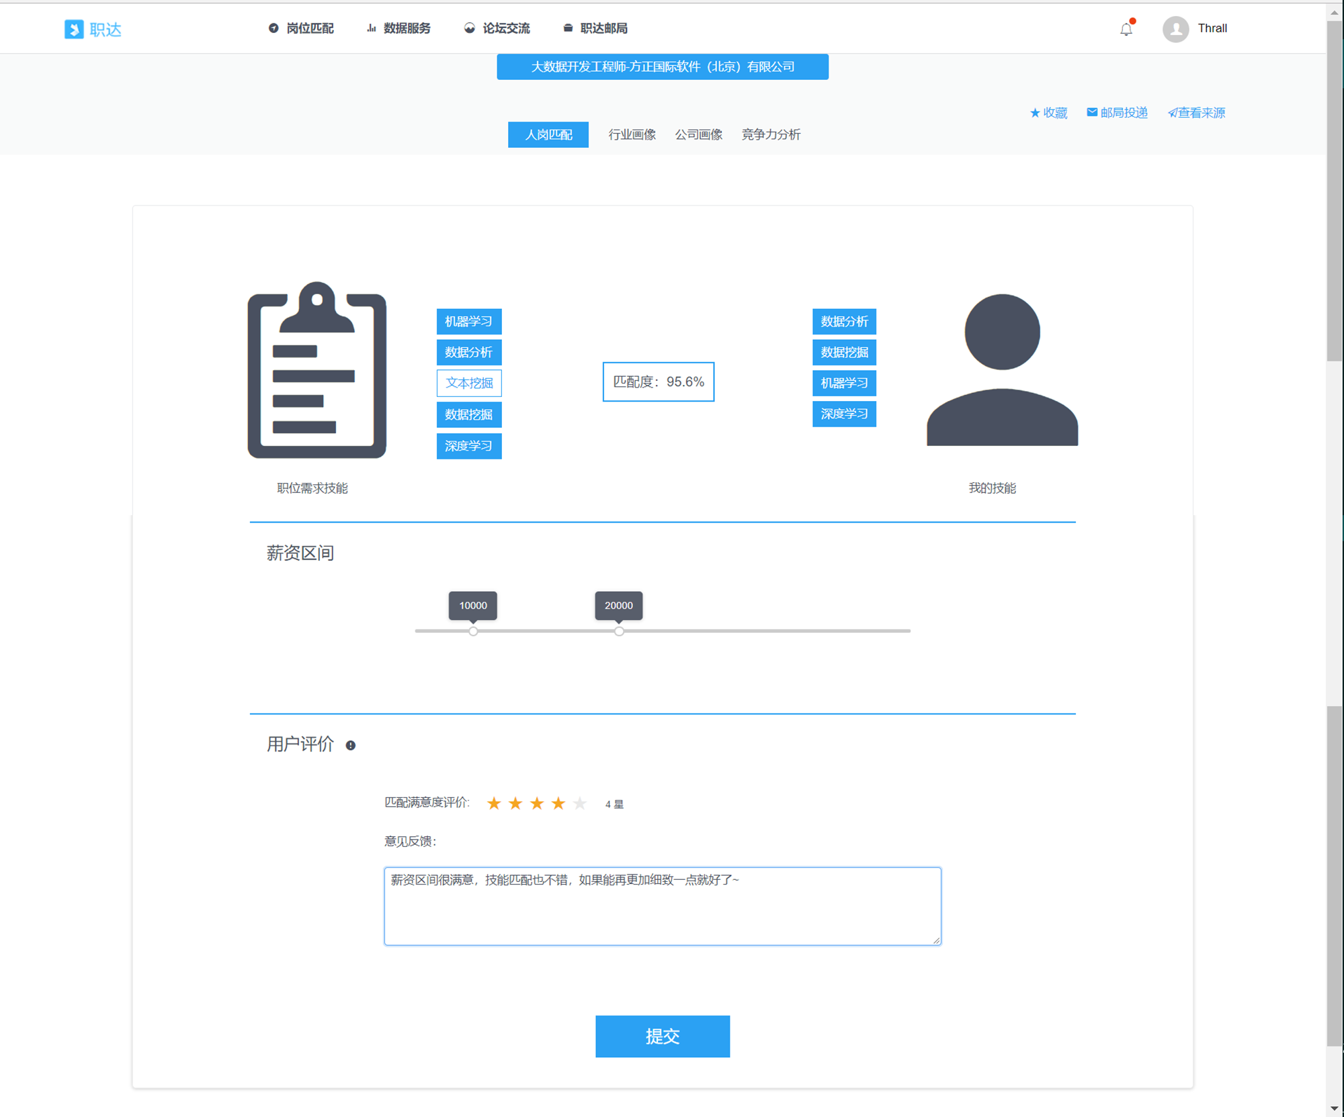 职达
岗位匹配 数据服务 论坛交流 职达邮局
Thrall
大数据开发工程师-方正国际软件（北京）有限公司
收藏 邮局投递 查看来源
人岗匹配 行业画像 公司画像 竞争力分析
机器学习
数据分析
文本挖掘
数据挖掘
深度学习
匹配度：95.6%
数据分析
数据挖掘
机器学习
深度学习
职位需求技能
我的技能
薪资区间
10000 20000
用户评价
匹配满意度评价: 4 星
意见反馈：
薪资区间很满意，技能匹配也不错，如果能再更加细致一点就好了~
提交